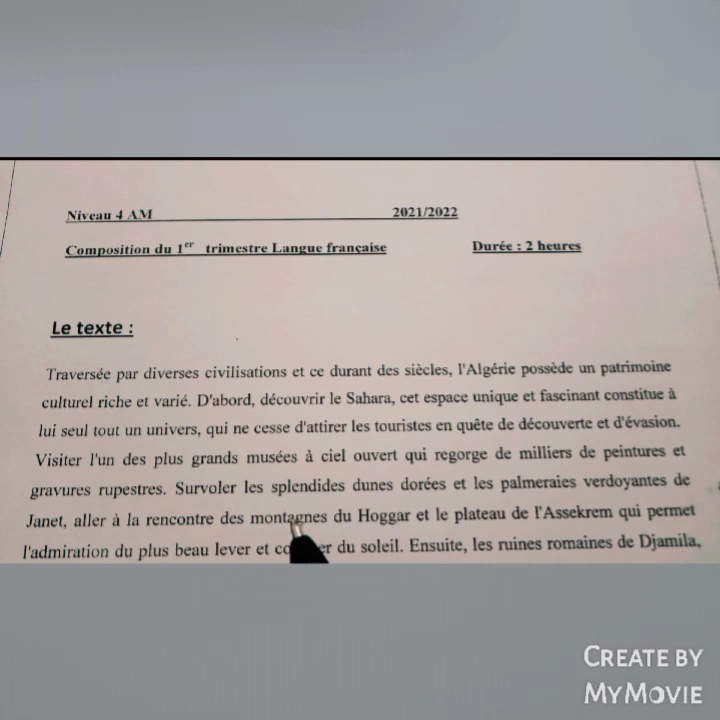 Niveau 4 AM 2021/2022
Composition du 1er trimestre Langue française Durée : 2 heures
Le texte :
Traversée par diverses civilisations et ce durant des siècles, l'Algérie possède un patrimoine
culturel riche et varié. D'abord, découvrir le Sahara, cet espace unique et fascinant constitue à
lui seul tout un univers, qui ne cesse d'attirer les touristes en quête de découverte et d'évasion.
Visiter l'un des plus grands musées à ciel ouvert qui regorge de milliers de peintures et
gravures rupestres. Survoler les splendides dunes dorées et les palmeraies verdoyantes de
Janet, aller à la rencontre des montagnes du Hoggar et le plateau de l'Assekrem qui permet
l'admiration du plus beau lever et du soleil. Ensuite, les ruines romaines de Djamila,
CREATE BY
MYMOVIE